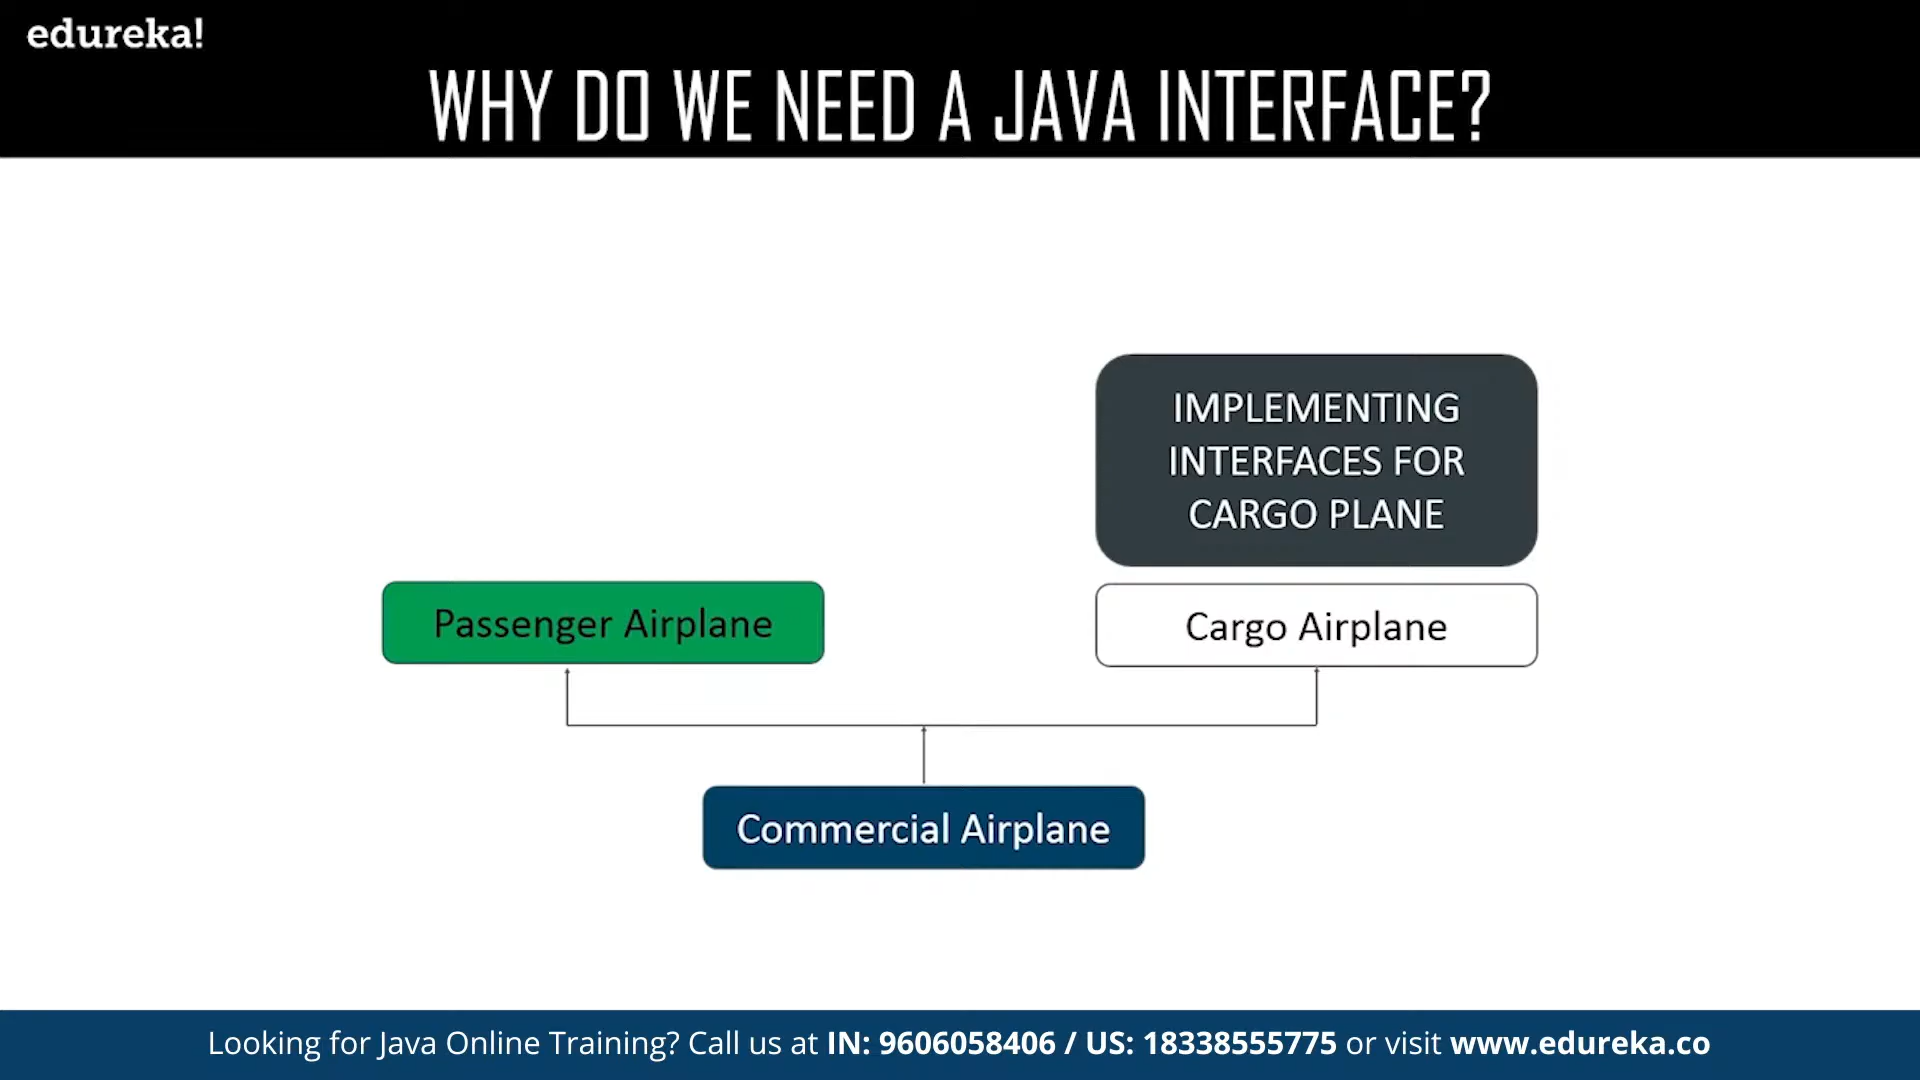 edureka!
WHY DO WE NEED A JAVA INTERFACE?
IMPLEMENTING
INTERFACES FOR
CARGO PLANE
Passenger Airplane
Cargo Airplane
Commercial Airplane
Looking for Java Online Training? Call us at IN: 9606058406 / US: 18338555775 or visit www.edureka.co